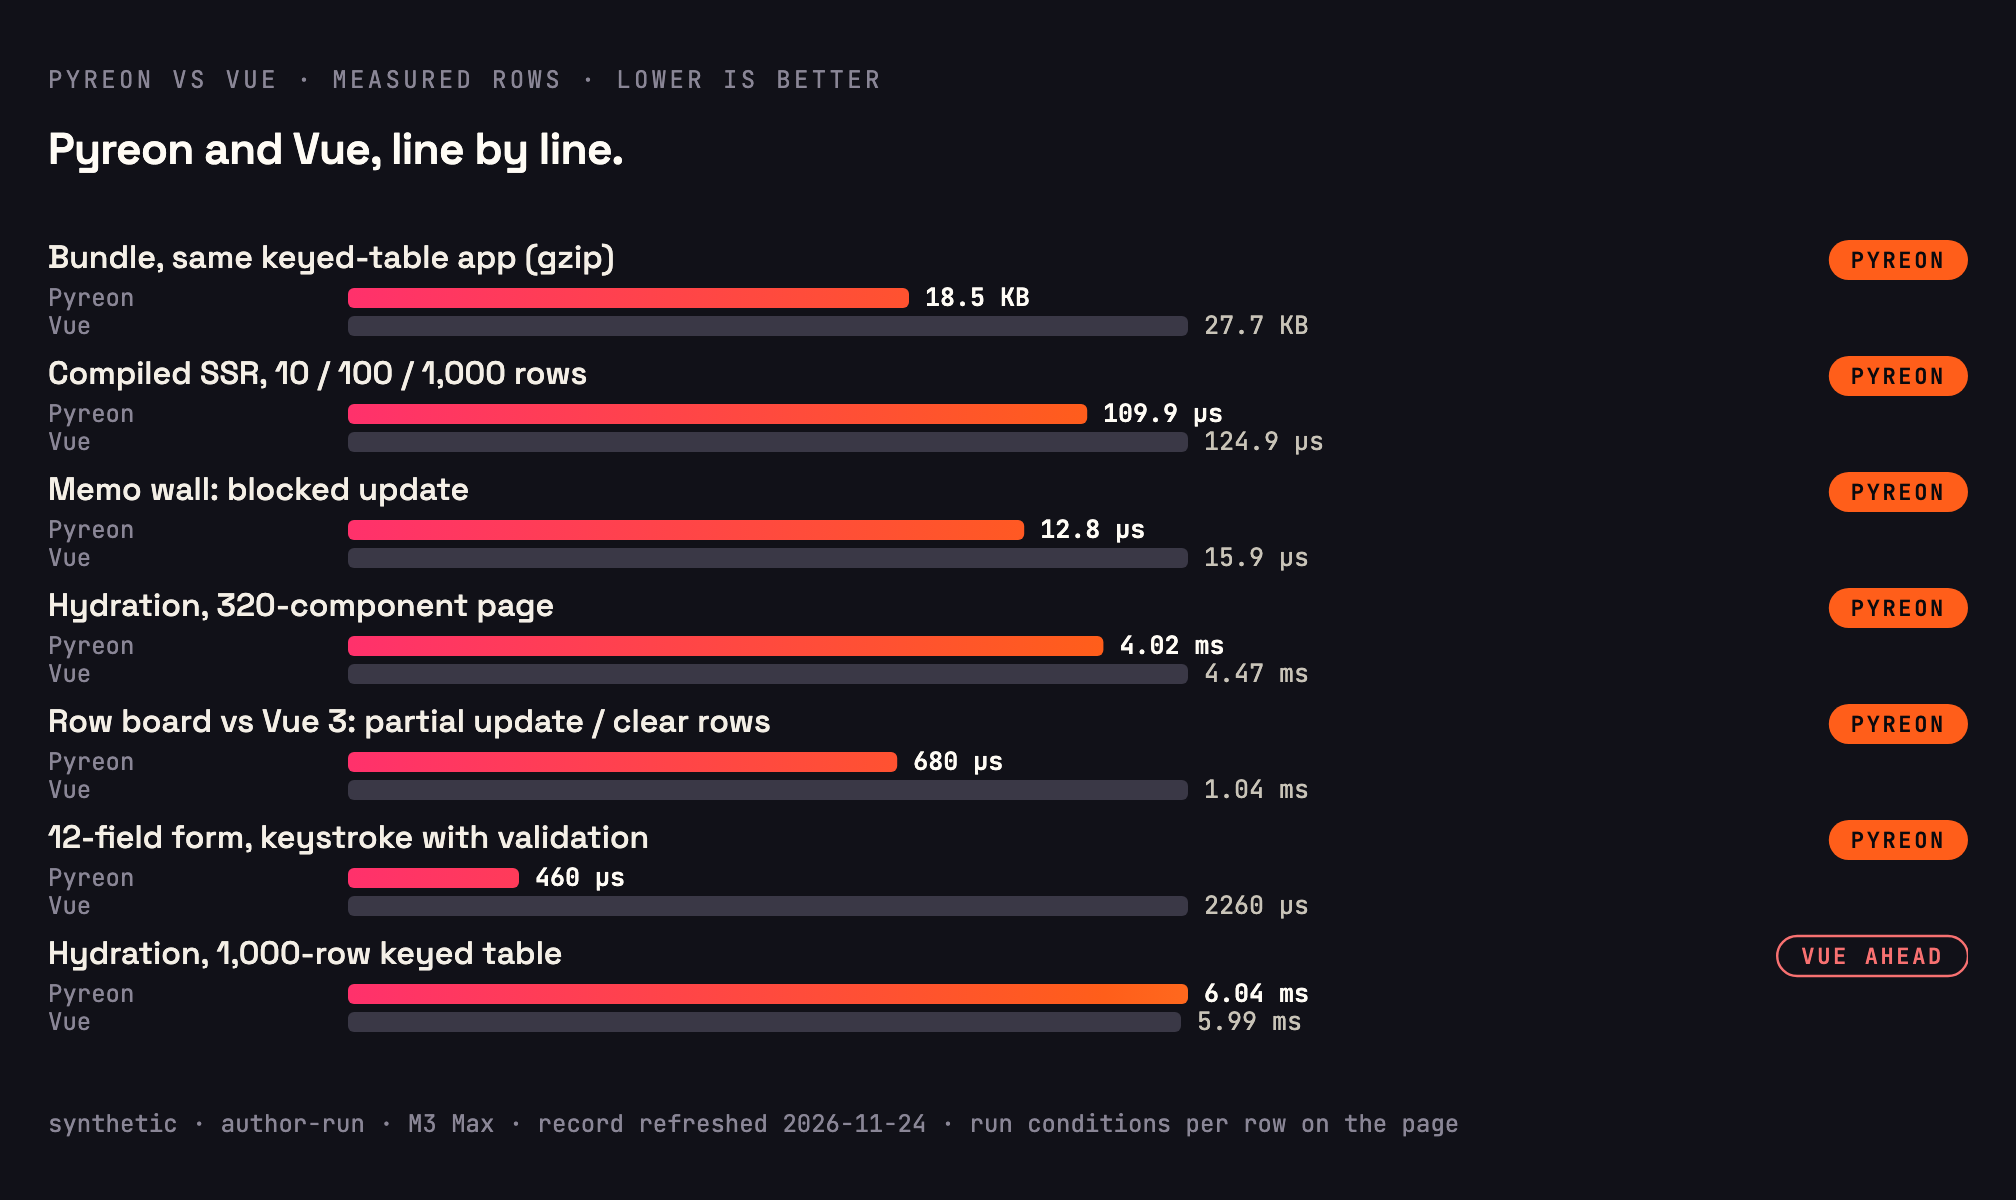 PYREON VS VUE · MEASURED ROWS · LOWER IS BETTER
Pyreon and Vue, line by line.
Bundle, same keyed-table app (gzip)
PYREON
Pyreon 18.5 KB
Vue 27.7 KB
Compiled SSR, 10 / 100 / 1,000 rows
PYREON
Pyreon 109.9 µs
Vue 124.9 µs
Memo wall: blocked update
PYREON
Pyreon 12.8 µs
Vue 15.9 µs
Hydration, 320-component page
PYREON
Pyreon 4.02 ms
Vue 4.47 ms
Row board vs Vue 3: partial update / clear rows
PYREON
Pyreon 680 µs
Vue 1.04 ms
12-field form, keystroke with validation
PYREON
Pyreon 460 µs
Vue 2260 µs
Hydration, 1,000-row keyed table
VUE AHEAD
Pyreon 6.04 ms
Vue 5.99 ms
synthetic · author-run · M3 Max · record refreshed 2026-11-24 · run conditions per row on the page